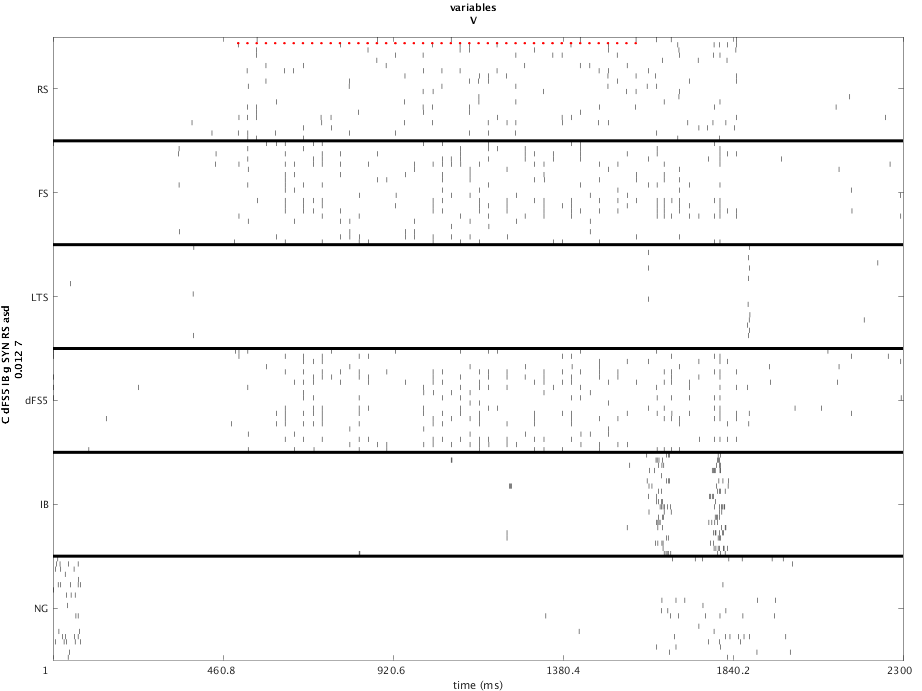 variables
V
RS
FS
LTS
dFS5
IB
NG
C dFS5 IB g SYN RS asd
0.012 7
1
460.8
920.6
1380.4
1840.2
2300
time (ms)